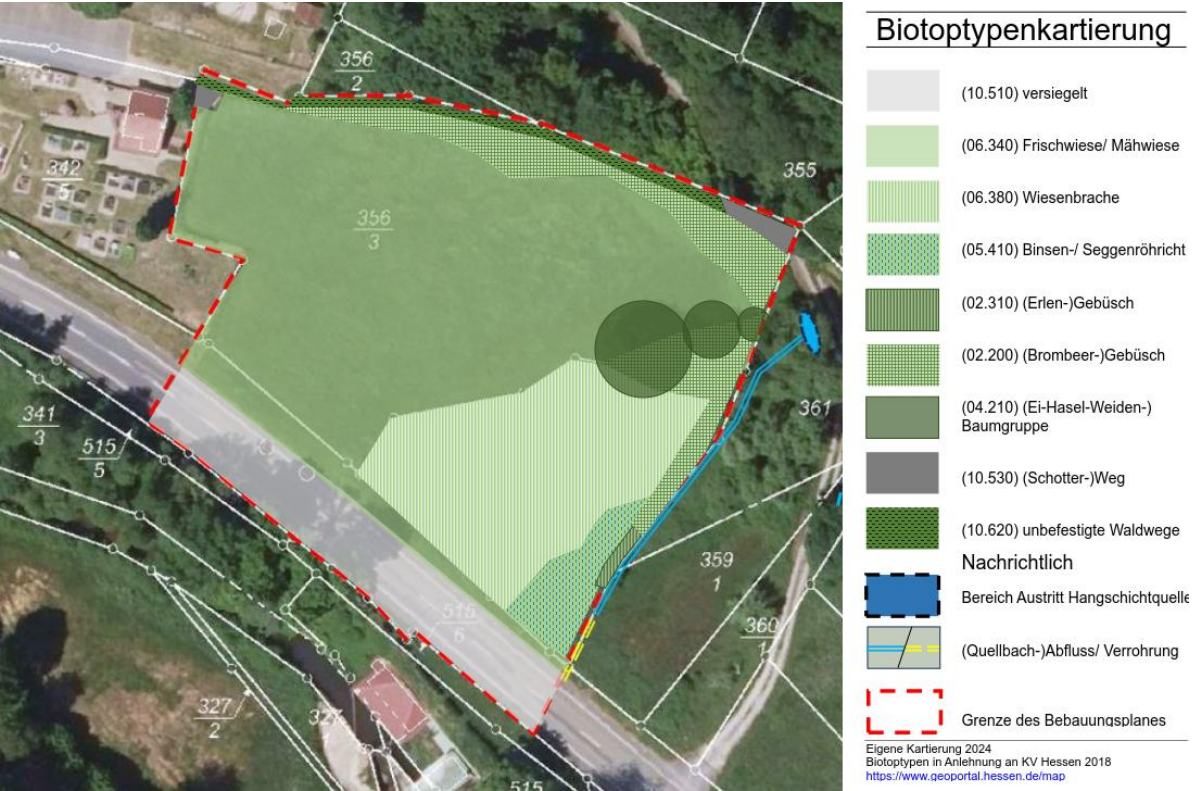 Biotoptypenkartierung
(10.510) versiegelt
(06.340) Frischwiese/ Mähwiese
(06.380) Wiesenbrache
(05.410) Binsen-/ Seggenröhricht
(02.310) (Erlen-)Gebüsch
(02.200) (Brombeer-)Gebüsch
(04.210) (Ei-Hasel-Weiden-)
Baumgruppe
(10.530) (Schotter-)Weg
(10.620) unbefestigte Waldwege
Nachrichtlich
Bereich Austritt Hangschichtquelle
(Quellbach-)Abfluss/ Verrohrung
Grenze des Bebauungsplanes
Eigene Kartierung 2024
Biotoptypen in Anlehnung an KV Hessen 2018
https://www.geoportal.hessen.de/map
356
2
355
342
5
356
3
341
3
515
5
361
359
1
515
6
360
1
327
2
327
515